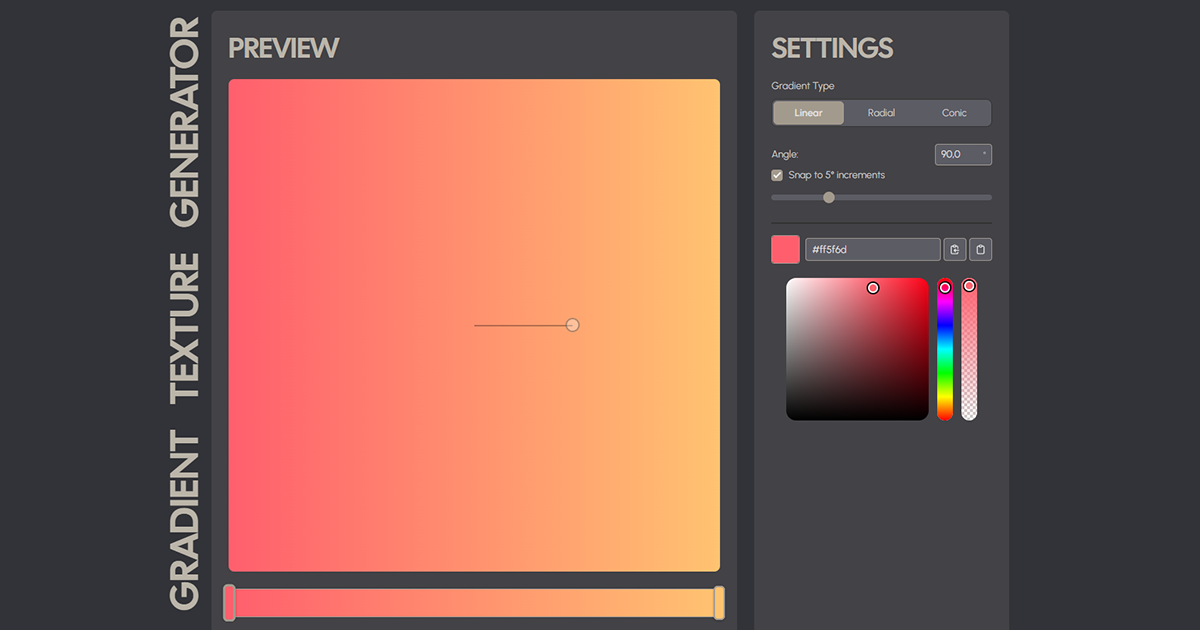 GRADIENT TEXTURE GENERATOR
PREVIEW
SETTINGS
Gradient Type
Linear Radial Conic
Angle: 90,0 °
Snap to 5° increments
#ff5f6d